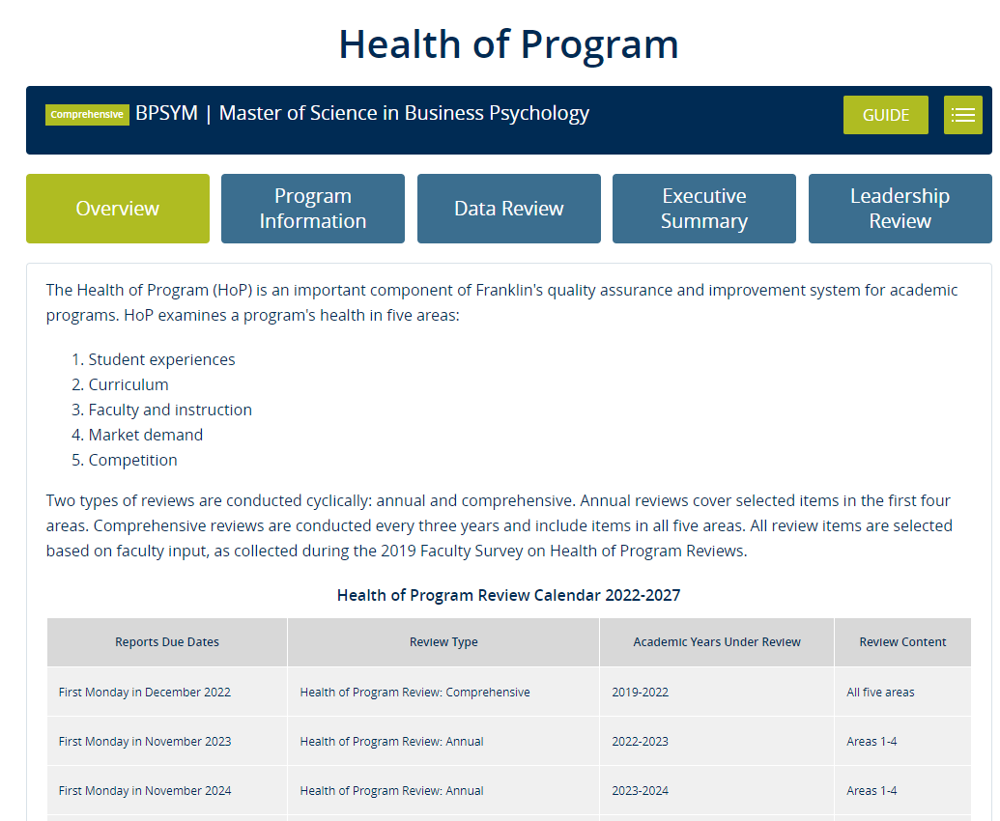 Health of Program
Comprehensive BPSYM | Master of Science in Business Psychology
GUIDE
Overview
Program
Information
Data Review
Executive
Summary
Leadership
Review
The Health of Program (HoP) is an important component of Franklin's quality assurance and improvement system for academic
programs. HoP examines a program's health in five areas:
1. Student experiences
2. Curriculum
3. Faculty and instruction
4. Market demand
5. Competition
Two types of reviews are conducted cyclically: annual and comprehensive. Annual reviews cover selected items in the first four
areas. Comprehensive reviews are conducted every three years and include items in all five areas. All review items are selected
based on faculty input, as collected during the 2019 Faculty Survey on Health of Program Reviews.
Health of Program Review Calendar 2022-2027
Reports Due Dates Review Type Academic Years Under Review Review Content
First Monday in December 2022 Health of Program Review: Comprehensive 2019-2022 All five areas
First Monday in November 2023 Health of Program Review: Annual 2022-2023 Areas 1-4
First Monday in November 2024 Health of Program Review: Annual 2023-2024 Areas 1-4